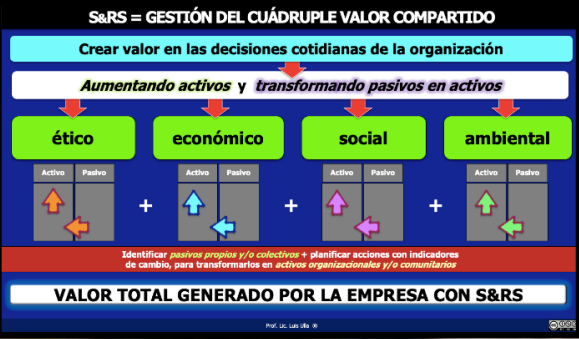 S&RS = GESTIÓN DEL CUÁDRUPLE VALOR COMPARTIDO
Crear valor en las decisiones cotidianas de la organización
Aumentando activos y transformando pasivos en activos
ético económico social ambiental
Activo Pasivo Activo Pasivo Activo Pasivo Activo Pasivo
+ + +
Identificar pasivos propios y/o colectivos + planificar acciones con indicadores
de cambio, para transformarlos en activos organizacionales y/o comunitarios
VALOR TOTAL GENERADO POR LA EMPRESA CON S&RS
Prof. Lic. Luis Ulla ®